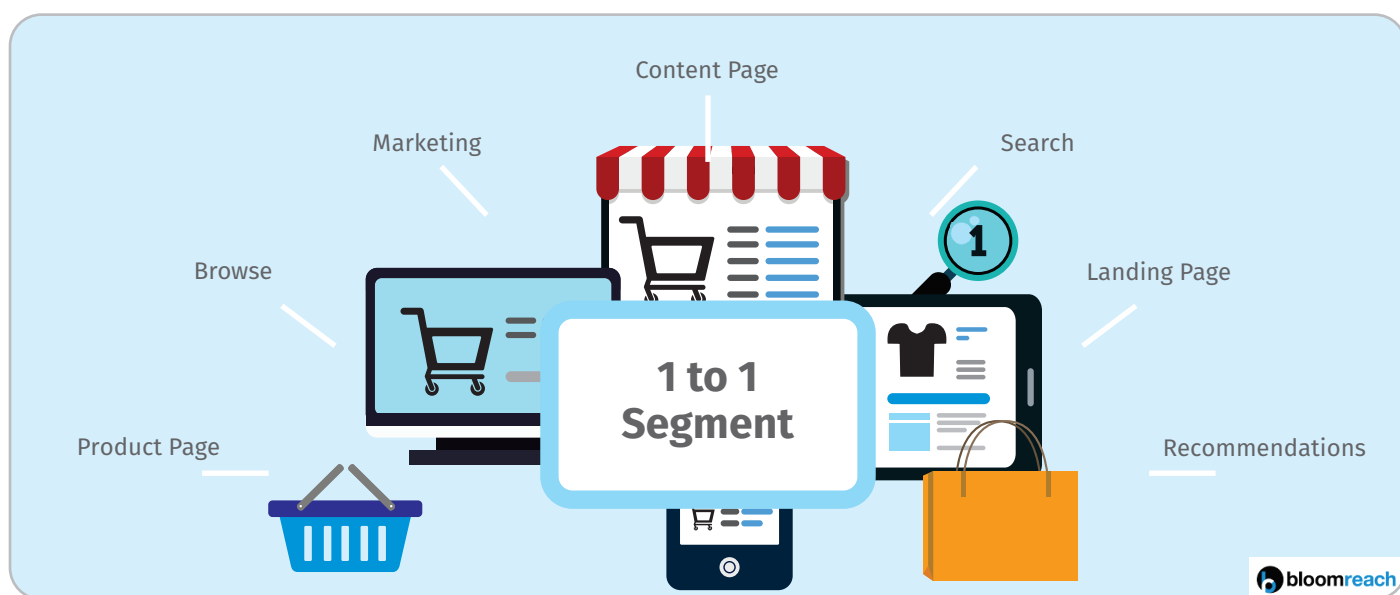 Content Page
Marketing
Search
1
Browse
Landing Page
1 to 1
Segment
Product Page
Recommendations
bloomreach